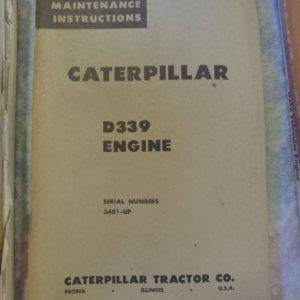 MAINTENANCE
INSTRUCTIONS
CATERPILLAR
D339
ENGINE
SERIAL NUMBERS
3481-UP
CATERPILLAR TRACTOR CO.
PEORIA • ILLINOIS • U.S.A.